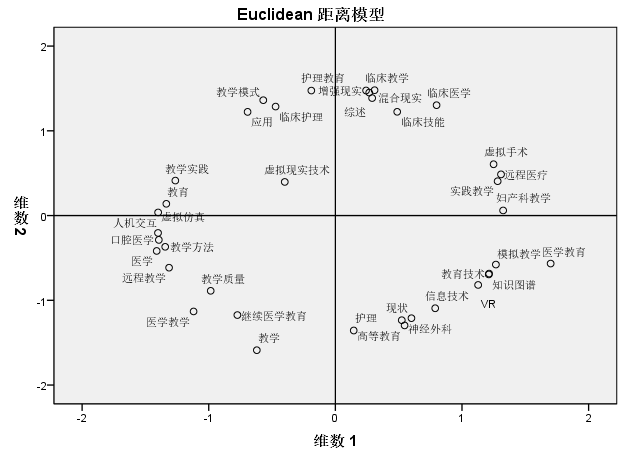 Euclidean 距离模型
2
护理教育
临床教学
教学模式
增强现实
混合现实
临床医学
应用
临床护理
综述
临床技能
1
虚拟手术
教学实践
虚拟现实技术
远程医疗
教育
实践教学
妇产科教学
维数 2
0
人机交互
虚拟仿真
口腔医学
教学方法
医学
模拟教学
医学教育
远程教学
教育技术
教学质量
知识图谱
信息技术
VR
-1
医学教学
继续医学教育
护理
现状
高等教育
神经外科
教学
-2
-2
-1
0
1
2
维数 1